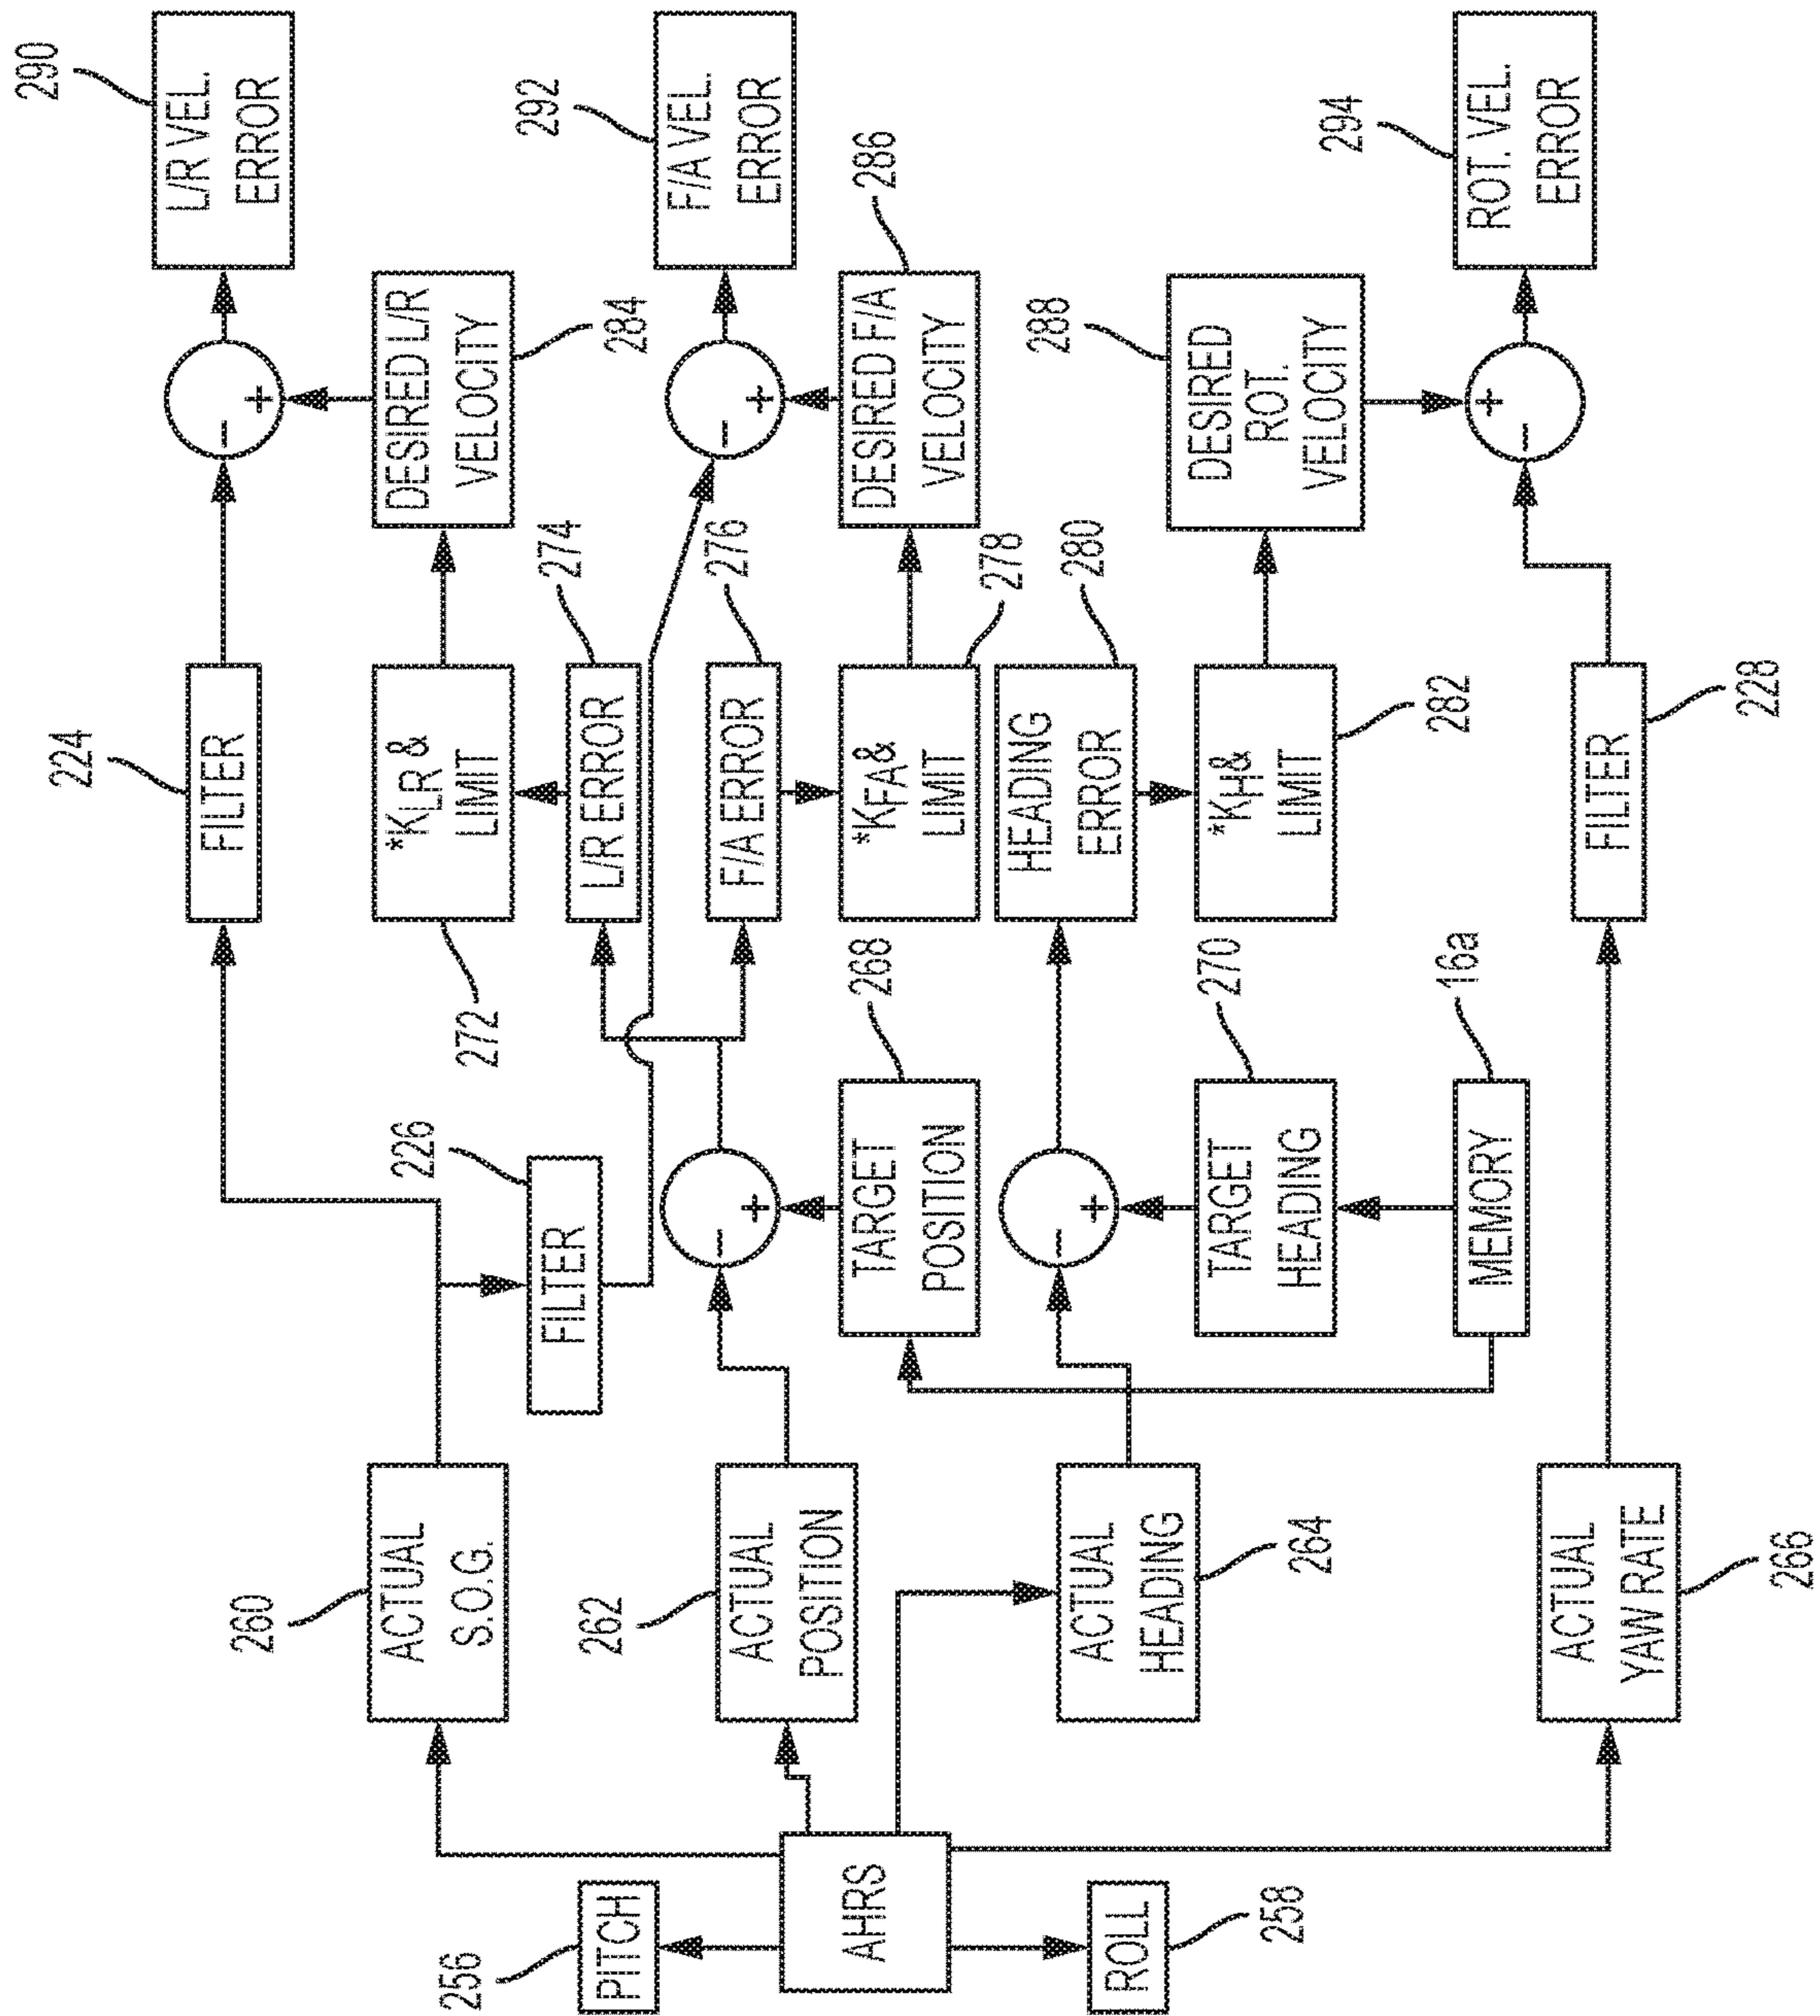 256
PITCH
AHRS
ROLL
258
260
ACTUAL
S.O.G.
262
ACTUAL
POSITION
ACTUAL
HEADING
264
ACTUAL
YAW RATE
266
226
FILTER
-
+
TARGET
POSITION
268
-
+
TARGET
HEADING
270
MEMORY
16a
224
FILTER
*KLR &
LIMIT
272
L/R ERROR
274
F/A ERROR
276
*KFA&
LIMIT
278
HEADING
ERROR
280
*KH&
LIMIT
282
FILTER
228
-
+
DESIRED L/R
VELOCITY
284
-
+
DESIRED F/A
VELOCITY
286
288
DESIRED
ROT.
VELOCITY
+
-
290
L/R VEL.
ERROR
292
F/A VEL.
ERROR
294
ROT. VEL.
ERROR